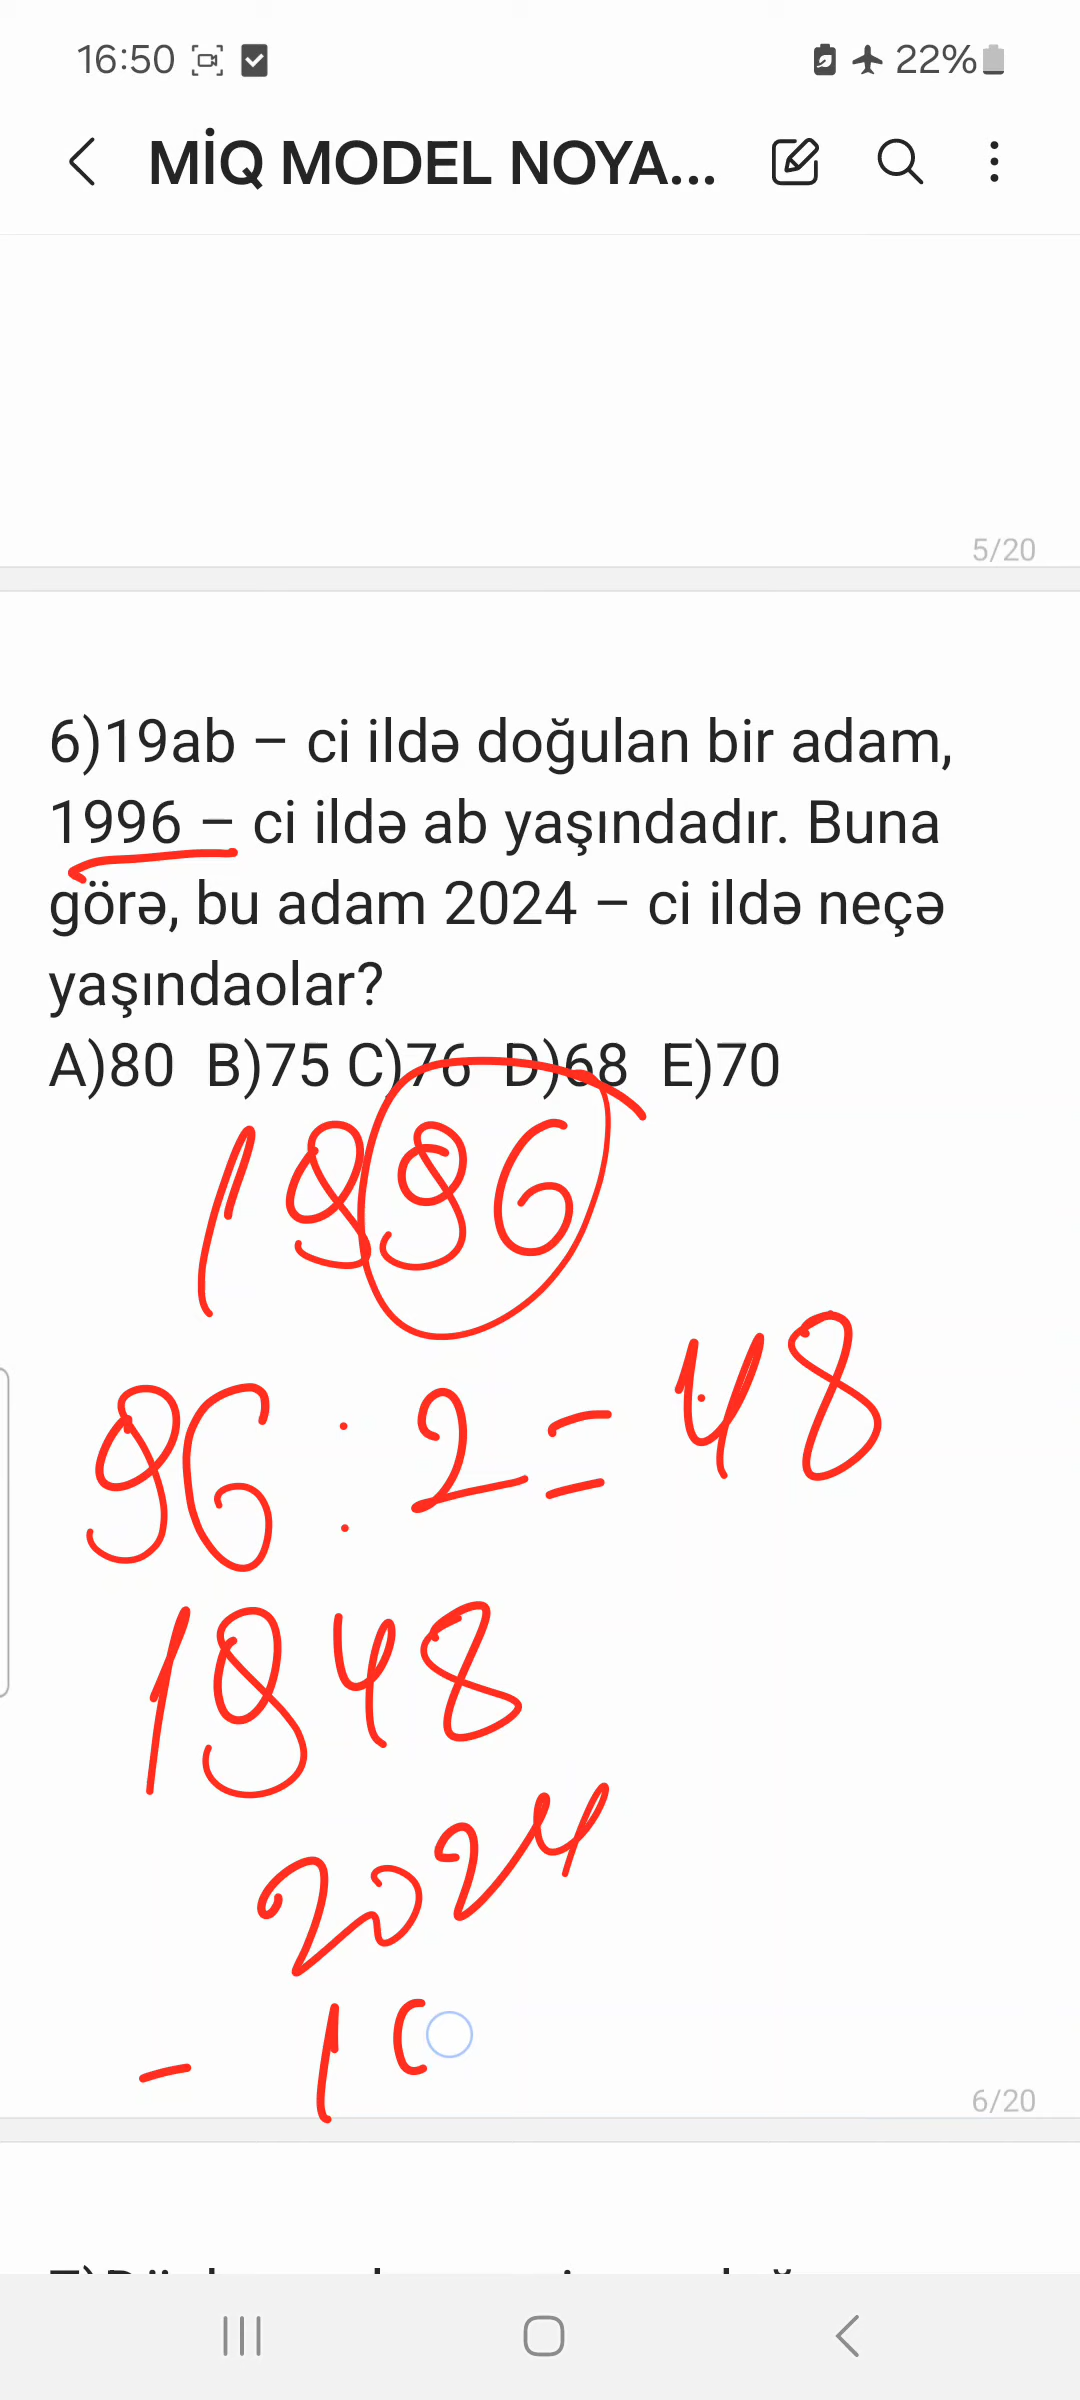 16:50 22%
MİQ MODEL NOYA...
5/20
6)19ab – ci ildə doğulan bir adam,
1996 – ci ildə ab yaşındadır. Buna
görə, bu adam 2024 – ci ildə neçə
yaşındaolar?
A)80 B)75 C)76 D)68 E)70
1996
96 : 2 = 48
1948
2024
- 1
6/20